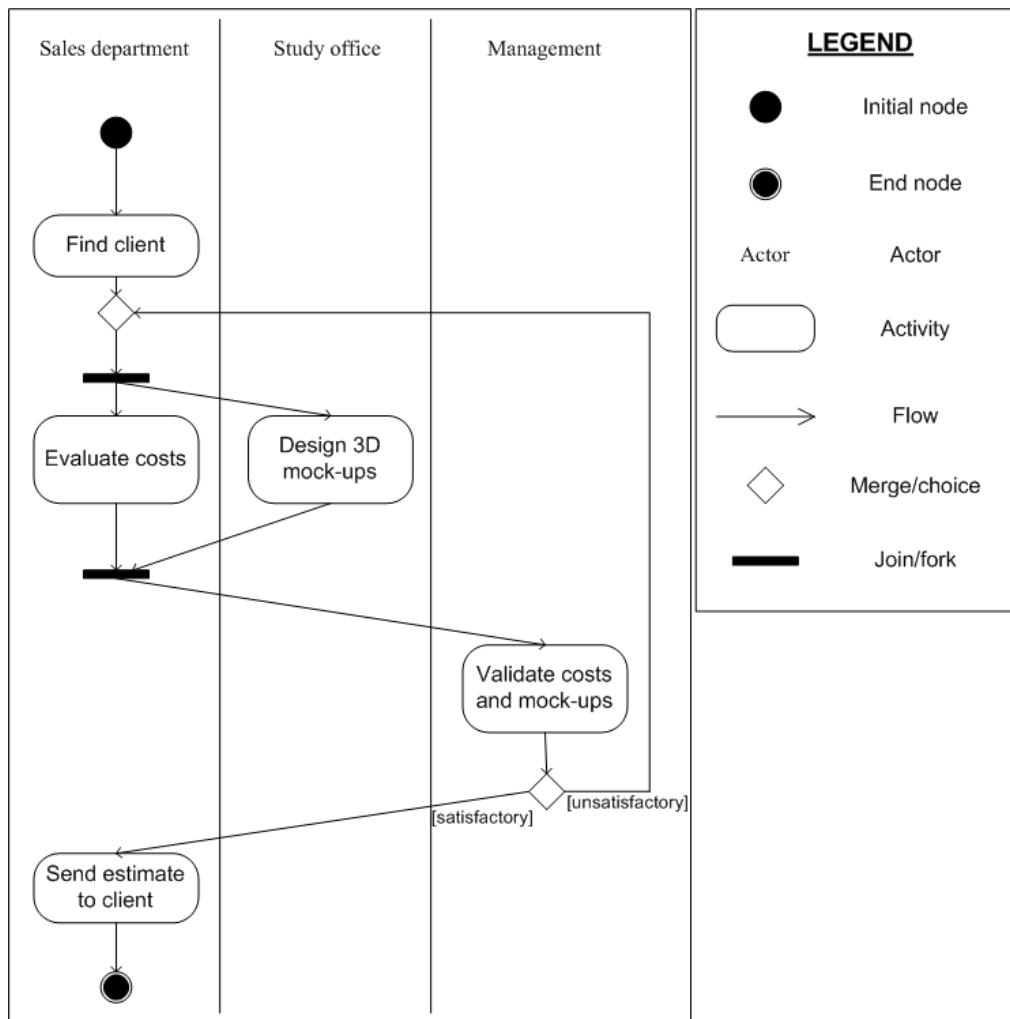 Sales department
Study office
Management
Find client
Evaluate costs
Design 3D
mock-ups
Validate costs
and mock-ups
[satisfactory]
[unsatisfactory]
Send estimate
to client
LEGEND
Initial node
End node
Actor
Actor
Activity
Flow
Merge/choice
Join/fork